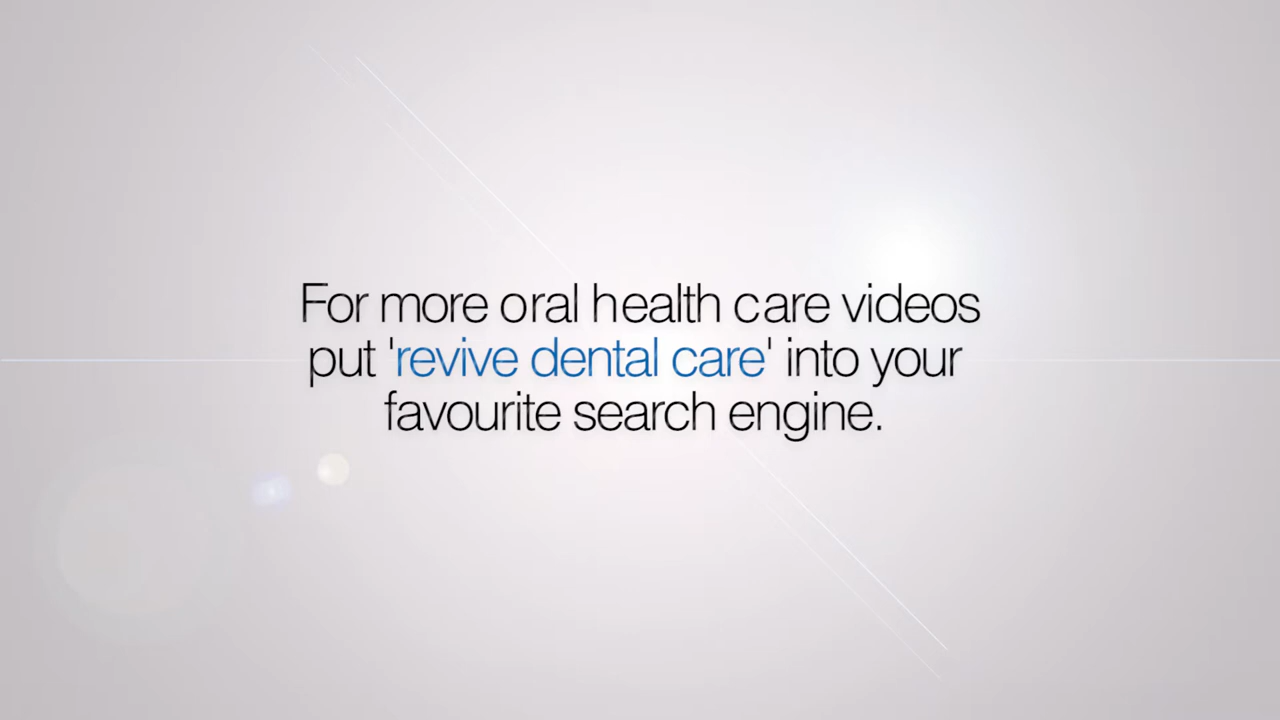 For more oral health care videos
put 'revive dental care' into your
favourite search engine.